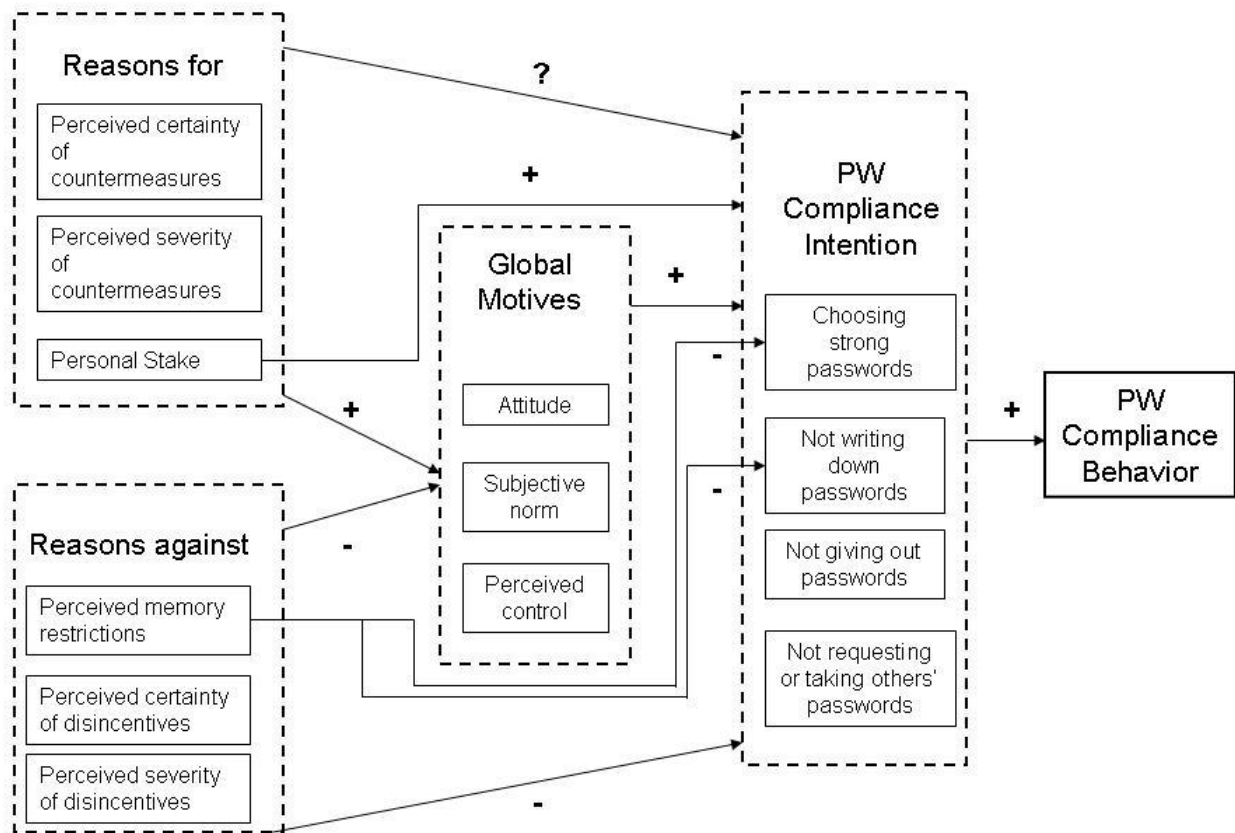 Reasons for
Perceived certainty
of
countermeasures
Perceived severity
of
countermeasures
Personal Stake
Reasons against
Perceived memory
restrictions
Perceived certainty
of disincentives
Perceived severity
of disincentives
?
+
+
+
-
-
-
-
Global
Motives
Attitude
Subjective
norm
Perceived
control
PW
Compliance
Intention
Choosing
strong
passwords
Not writing
down
passwords
Not giving out
passwords
Not requesting
or taking others'
passwords
+
PW
Compliance
Behavior